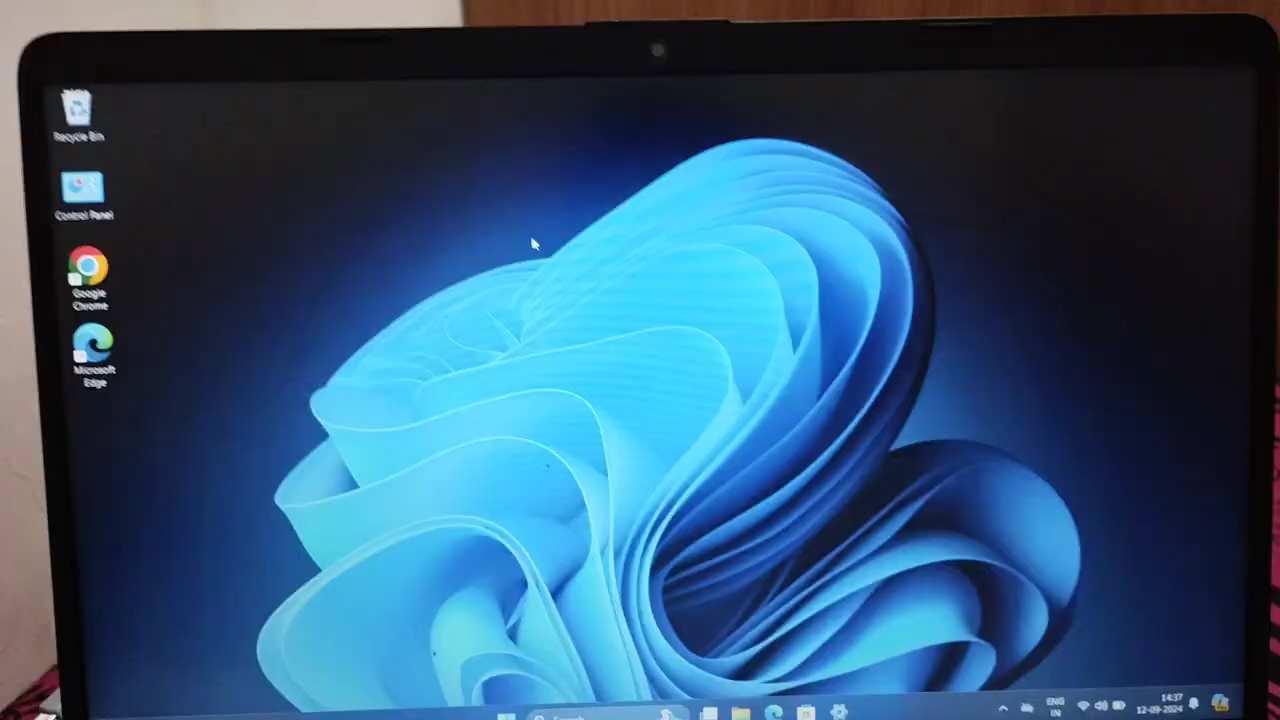 Recycle Bin
Control Panel
Google
Chrome
Microsoft
Edge
ENG
IN
14:37
12-09-2024